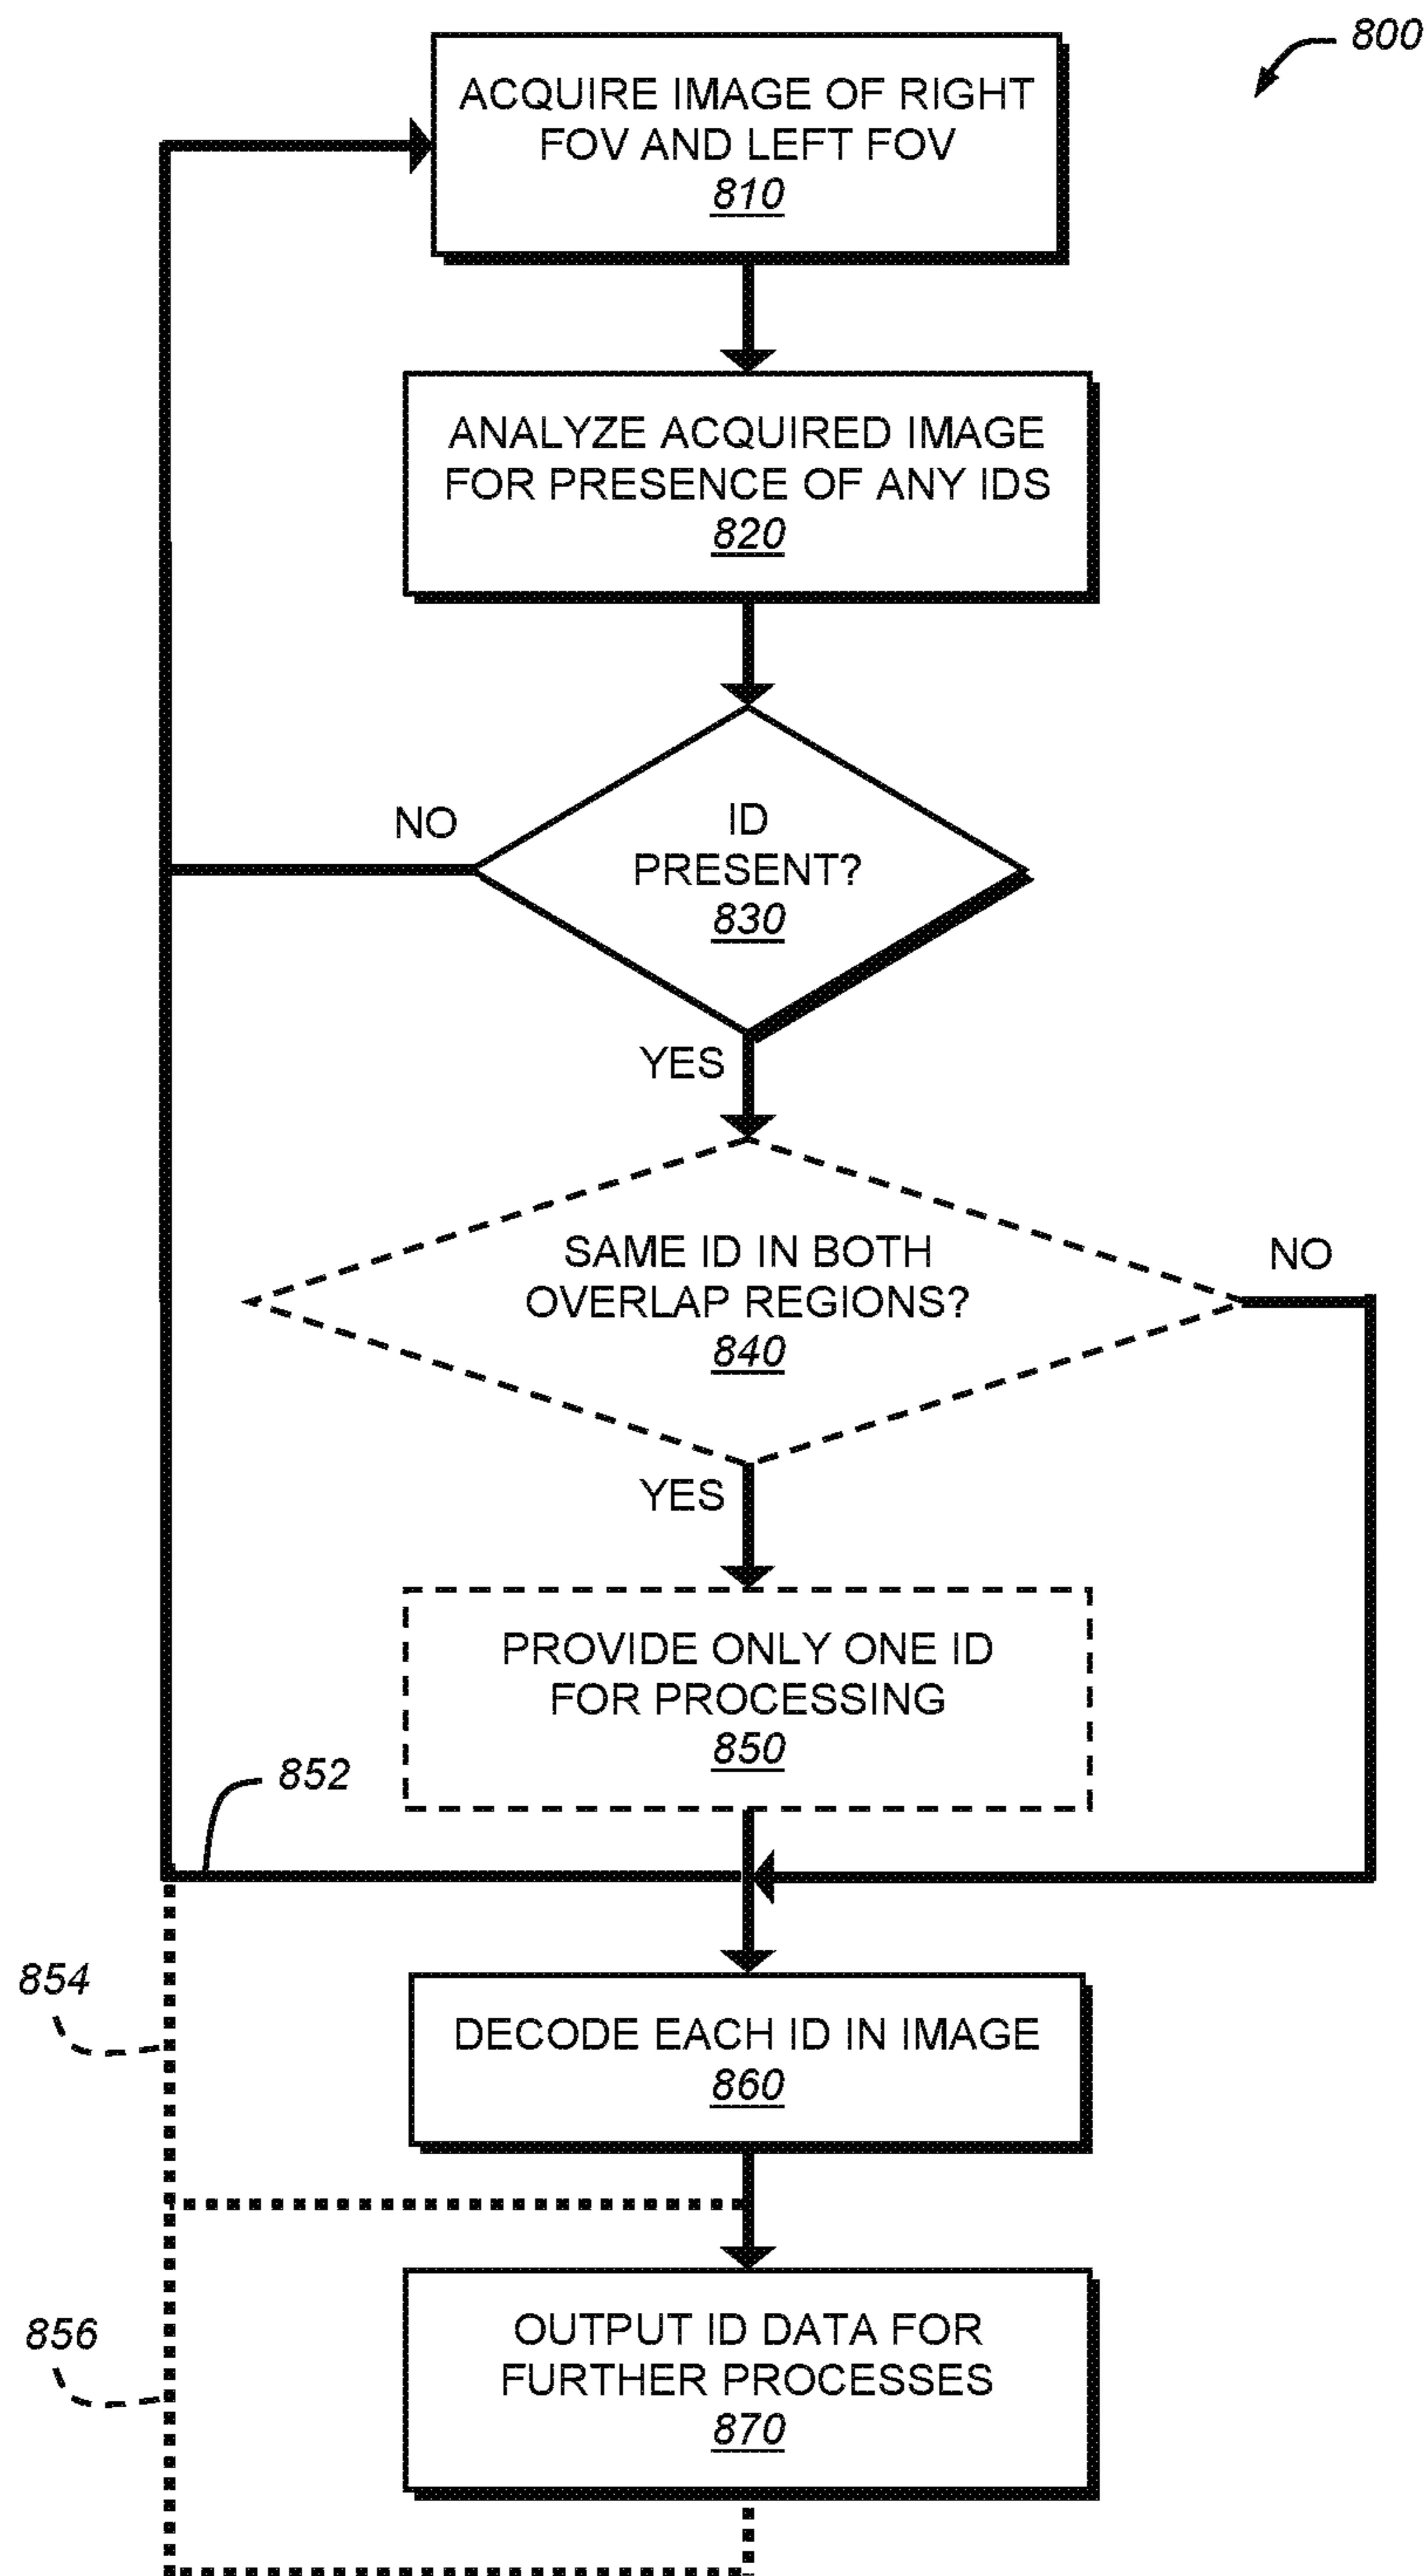 800
ACQUIRE IMAGE OF RIGHT
FOV AND LEFT FOV
810
ANALYZE ACQUIRED IMAGE
FOR PRESENCE OF ANY IDS
820
NO
ID
PRESENT?
830
YES
SAME ID IN BOTH
OVERLAP REGIONS?
840
NO
YES
PROVIDE ONLY ONE ID
FOR PROCESSING
850
852
854
DECODE EACH ID IN IMAGE
860
856
OUTPUT ID DATA FOR
FURTHER PROCESSES
870